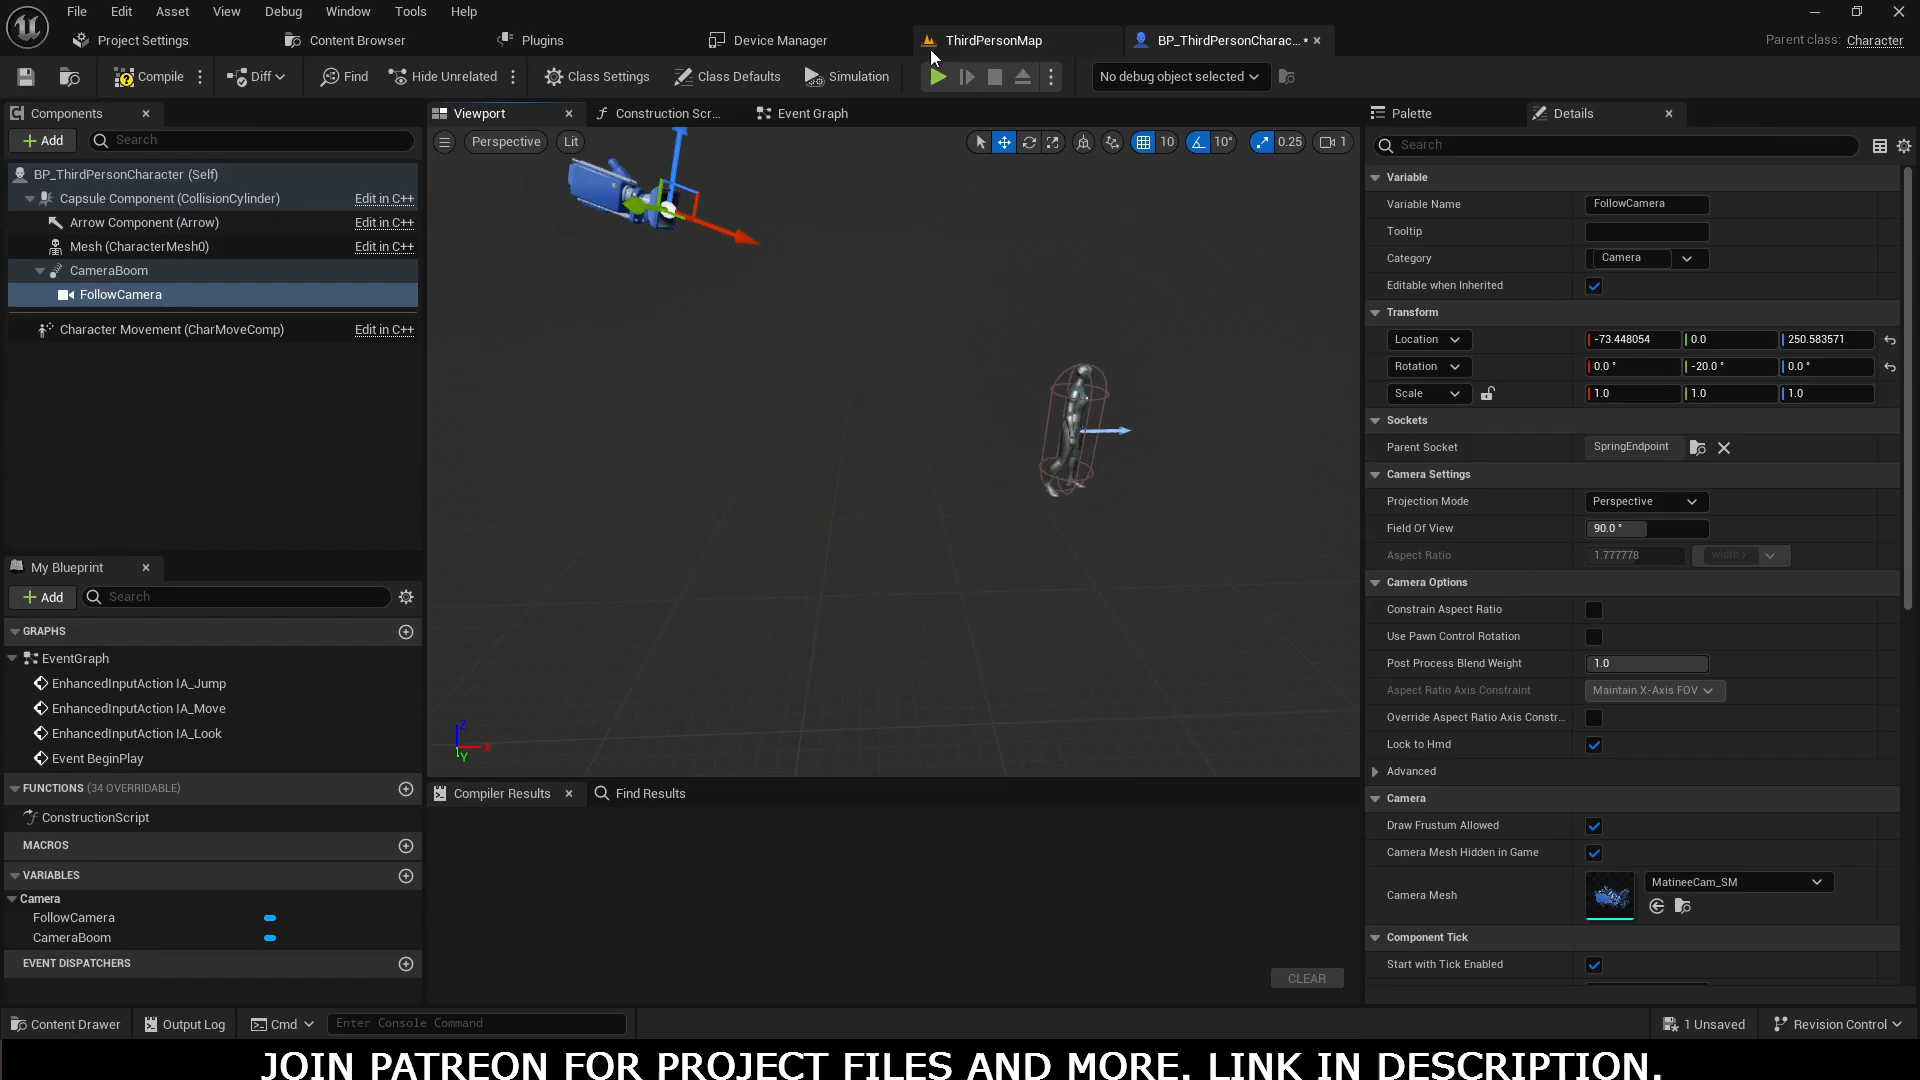 File Edit Asset View Debug Window Tools Help
Project Settings Content Browser Plugins Device Manager ThirdPersonMap BP_ThirdPersonCharac... • Parent class: Character
Compile Diff Find Hide Unrelated Class Settings Class Defaults Simulation No debug object selected
Components
Add Search
BP_ThirdPersonCharacter (Self)
Capsule Component (CollisionCylinder) Edit in C++
Arrow Component (Arrow) Edit in C++
Mesh (CharacterMesh0) Edit in C++
CameraBoom
FollowCamera
Character Movement (CharMoveComp) Edit in C++
My Blueprint
Add Search
GRAPHS
EventGraph
EnhancedInputAction IA_Jump
EnhancedInputAction IA_Move
EnhancedInputAction IA_Look
Event BeginPlay
FUNCTIONS (34 OVERRIDABLE)
ConstructionScript
MACROS
VARIABLES
Camera
FollowCamera
CameraBoom
EVENT DISPATCHERS
Viewport Construction Scr... Event Graph
Perspective Lit 10 10° 0.25 1
Z
X
Y
Compiler Results Find Results
CLEAR
Palette Details
Search
Variable
Variable Name FollowCamera
Tooltip
Category Camera
Editable when Inherited
Transform
Location -73.448054 0.0 250.583571
Rotation 0.0 ° -20.0 ° 0.0 °
Scale 1.0 1.0 1.0
Sockets
Parent Socket SpringEndpoint
Camera Settings
Projection Mode Perspective
Field Of View 90.0 °
Aspect Ratio 1.777778
Camera Options
Constrain Aspect Ratio
Use Pawn Control Rotation
Post Process Blend Weight 1.0
Aspect Ratio Axis Constraint Maintain X-Axis FOV
Override Aspect Ratio Axis Constr...
Lock to Hmd
Advanced
Camera
Draw Frustum Allowed
Camera Mesh Hidden in Game
Camera Mesh MatineeCam_SM
Component Tick
Start with Tick Enabled
Content Drawer Output Log Cmd Enter Console Command 1 Unsaved Revision Control
JOIN PATREON FOR PROJECT FILES AND MORE. LINK IN DESCRIPTION.